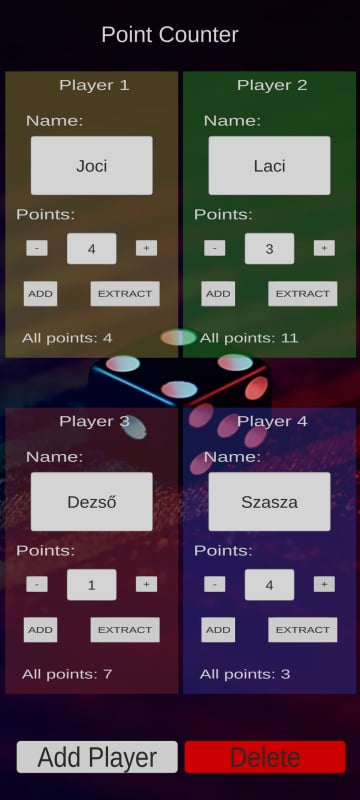 Point Counter
Player 1
Name:
Joci
Points:
- 4 +
ADD EXTRACT
All points: 4
Player 2
Name:
Laci
Points:
- 3 +
ADD EXTRACT
All points: 11
Player 3
Name:
Dezső
Points:
- 1 +
ADD EXTRACT
All points: 7
Player 4
Name:
Szasza
Points:
- 4 +
ADD EXTRACT
All points: 3
Add Player Delete